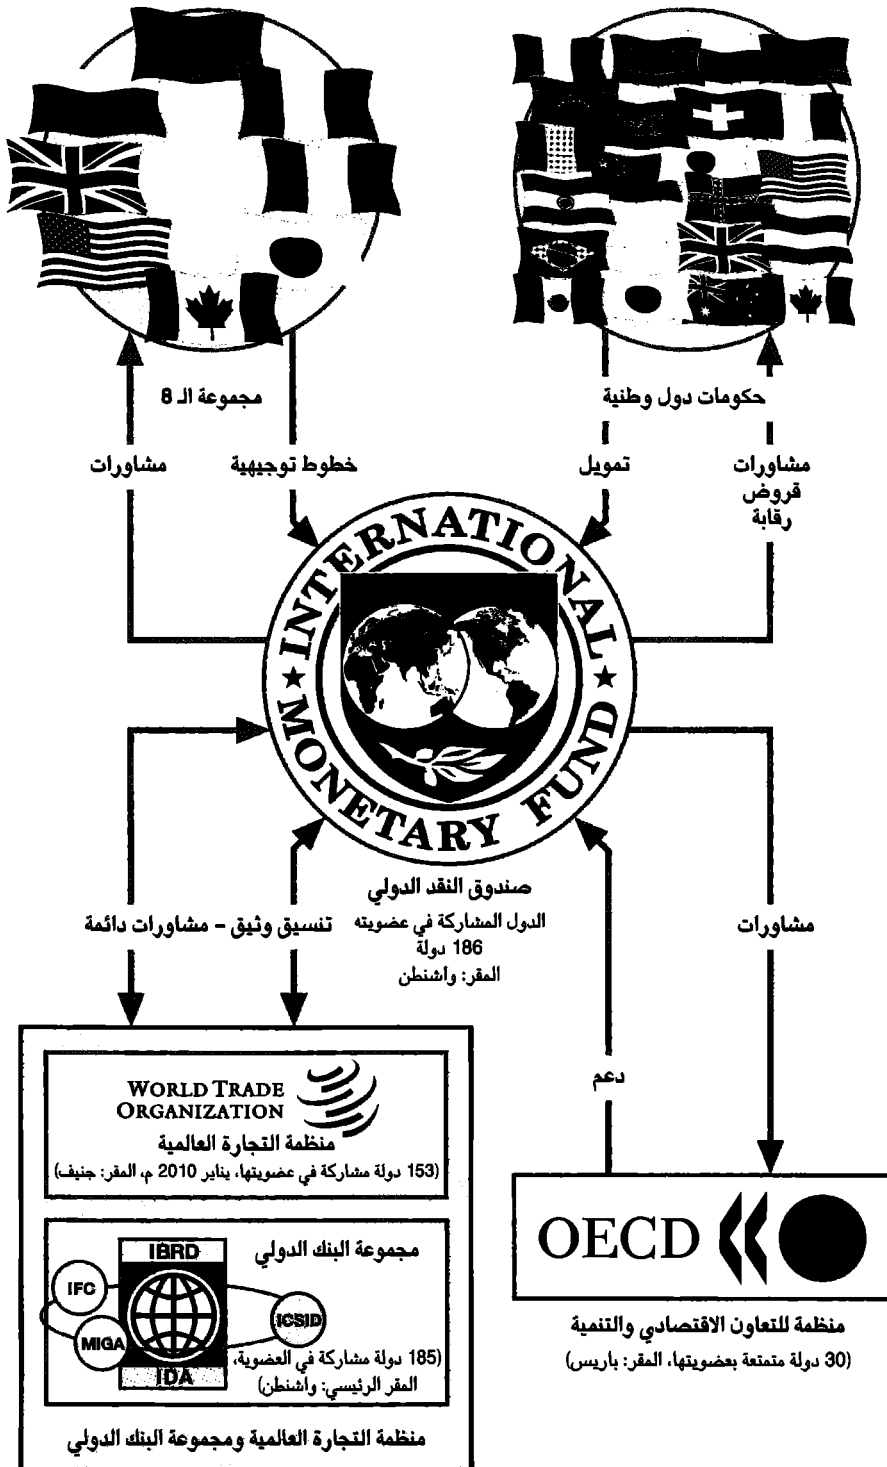 مجموعة الـ 8
حكومات دول وطنية
مشاورات
خطوط توجيهية
تمويل
مشاورات
قروض
رقابة
INTERNATIONAL
MONETARY FUND
صندوق النقد الدولي
الدول المشاركة في عضويته
186 دولة
المقر: واشنطن
تنسيق وثيق – مشاورات دائمة
مشاورات
دعم
WORLD TRADE
ORGANIZATION
منظمة التجارة العالمية
(153 دولة مشاركة في عضويتها، يناير 2010 م، المقر: جنيف)
مجموعة البنك الدولي
IBRD
IFC
ICSID
MIGA
IDA
(185 دولة مشاركة في العضوية،
المقر الرئيسي: واشنطن)
منظمة التجارة العالمية ومجموعة البنك الدولي
OECD
منظمة للتعاون الاقتصادي والتنمية
(30 دولة متمتعة بعضويتها، المقر: باريس)